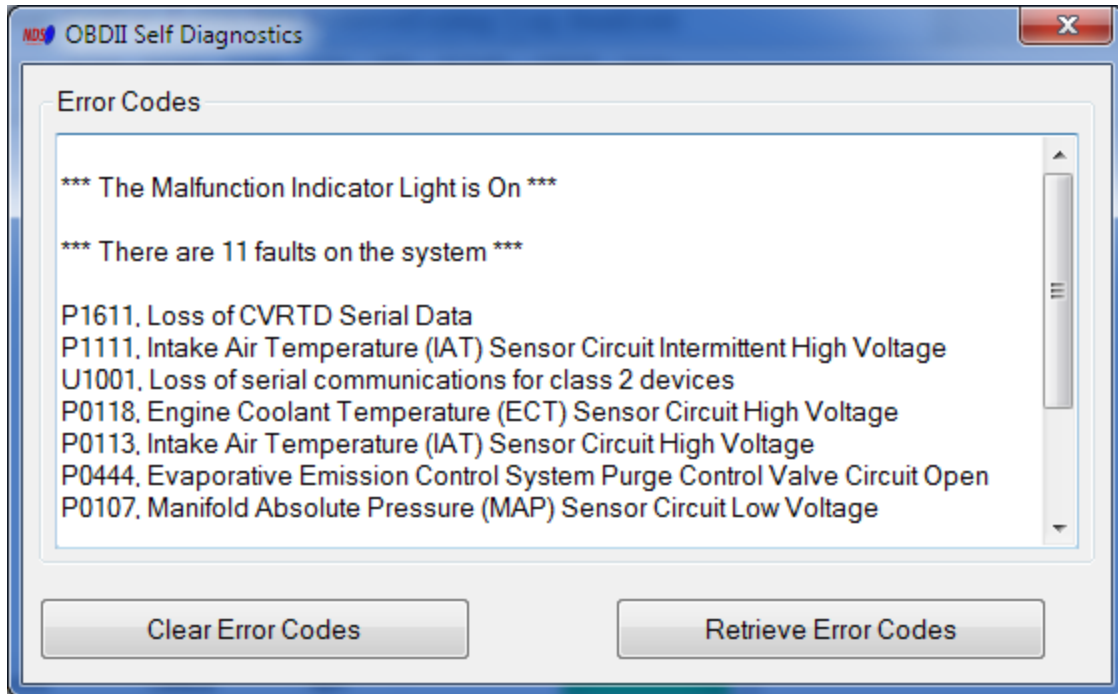 NDS OBDII Self Diagnostics
Error Codes
*** The Malfunction Indicator Light is On ***
*** There are 11 faults on the system ***
P1611, Loss of CVRTD Serial Data
P1111, Intake Air Temperature (IAT) Sensor Circuit Intermittent High Voltage
U1001, Loss of serial communications for class 2 devices
P0118, Engine Coolant Temperature (ECT) Sensor Circuit High Voltage
P0113, Intake Air Temperature (IAT) Sensor Circuit High Voltage
P0444, Evaporative Emission Control System Purge Control Valve Circuit Open
P0107, Manifold Absolute Pressure (MAP) Sensor Circuit Low Voltage
Clear Error Codes
Retrieve Error Codes